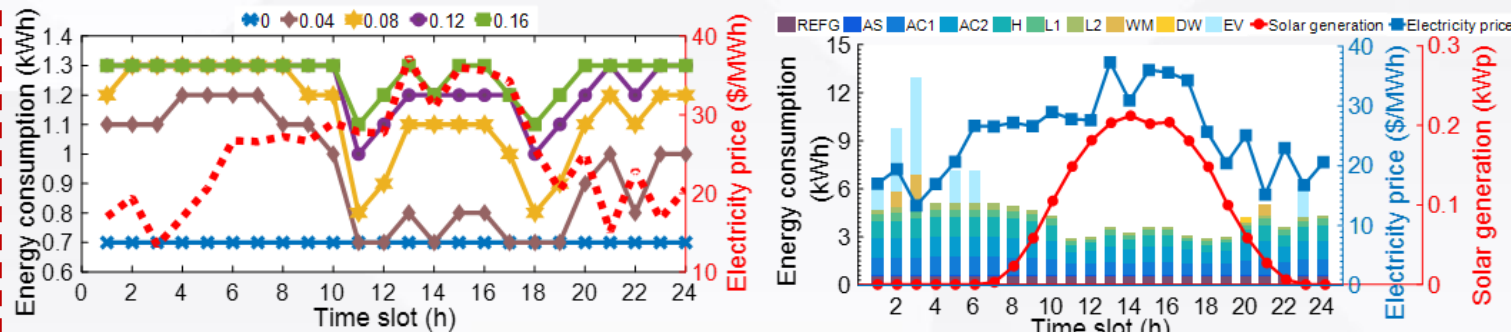 0 0.04 0.08 0.12 0.16
Energy consumption (kWh)
1.4
1.3
1.2
1.1
1
0.9
0.8
0.7
0.6
0 2 4 6 8 10 12 14 16 18 20 22 24
Time slot (h)
40
30
20
10
Electricity price ($/MWh)
REFG AS AC1 AC2 H L1 L2 WM DW EV Solar generation Electricity price
Energy consumption
(kWh)
15
12
9
6
3
0
2 4 6 8 10 12 14 16 18 20 22 24
Time slot (h)
40
30
20
10
0
Electricity price ($/MWh)
0.3
0.2
0.1
0
Solar generation (kWp)